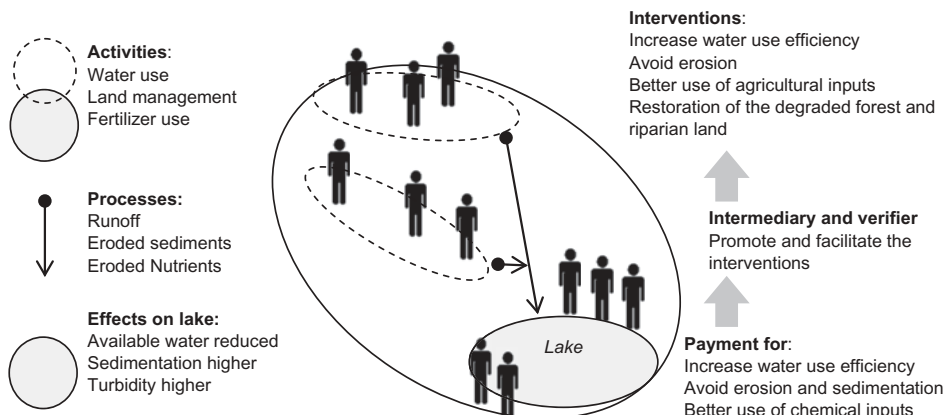 Activities:
Water use
Land management
Fertilizer use
Processes:
Runoff
Eroded sediments
Eroded Nutrients
Effects on lake:
Available water reduced
Sedimentation higher
Turbidity higher
Lake
Interventions:
Increase water use efficiency
Avoid erosion
Better use of agricultural inputs
Restoration of the degraded forest and
riparian land
Intermediary and verifier
Promote and facilitate the
interventions
Payment for:
Increase water use efficiency
Avoid erosion and sedimentation
Better use of chemical inputs